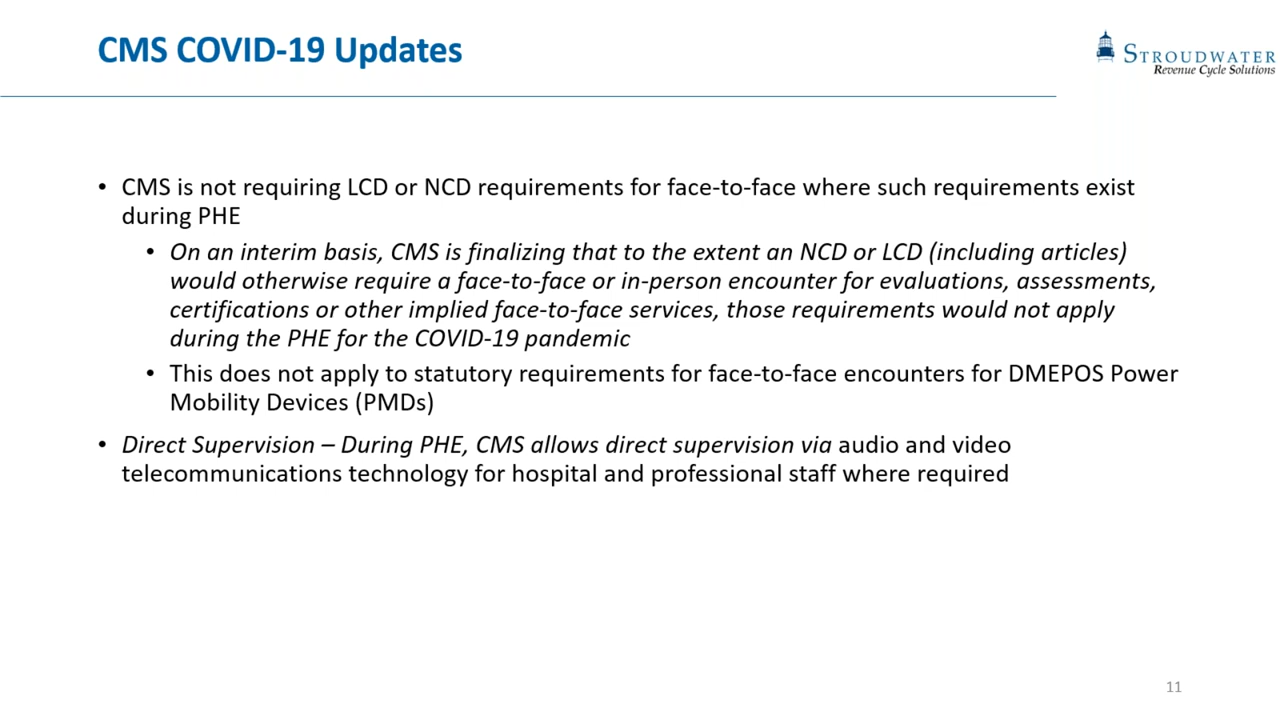 CMS COVID-19 Updates
STROUDWATER
Revenue Cycle Solutions
• CMS is not requiring LCD or NCD requirements for face-to-face where such requirements exist
during PHE
• On an interim basis, CMS is finalizing that to the extent an NCD or LCD (including articles)
would otherwise require a face-to-face or in-person encounter for evaluations, assessments,
certifications or other implied face-to-face services, those requirements would not apply
during the PHE for the COVID-19 pandemic
• This does not apply to statutory requirements for face-to-face encounters for DMEPOS Power
Mobility Devices (PMDs)
• Direct Supervision – During PHE, CMS allows direct supervision via audio and video
telecommunications technology for hospital and professional staff where required
11